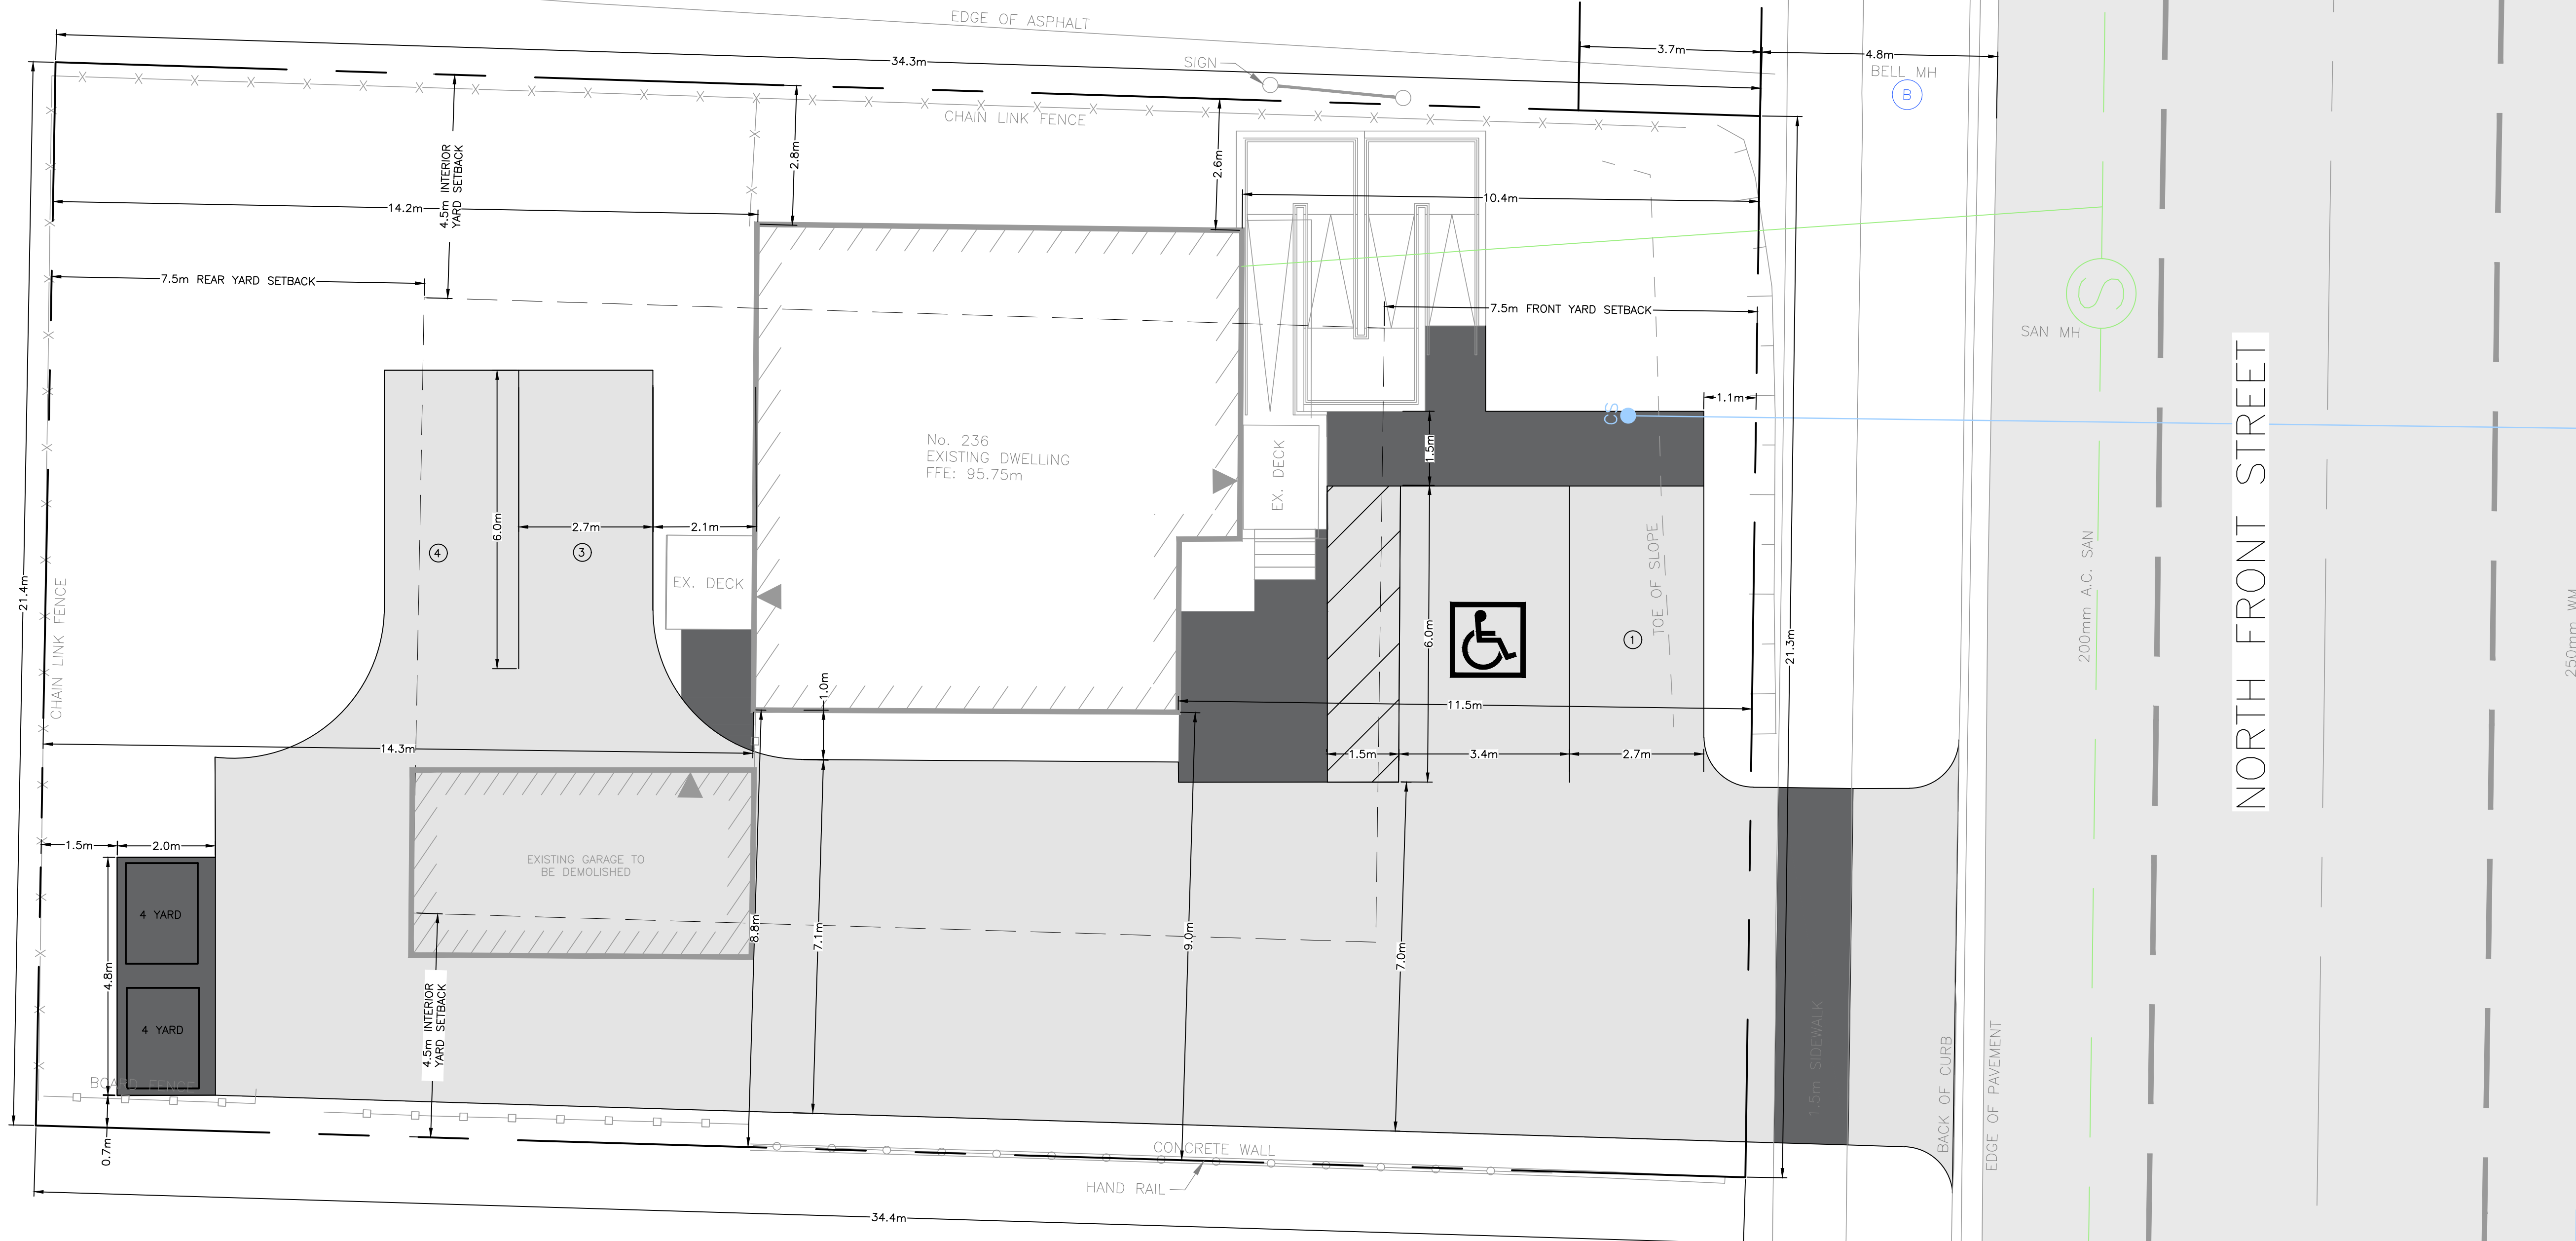 EDGE OF ASPHALT
34.3m
SIGN
3.7m
4.8m
BELL MH
B
CHAIN LINK FENCE
4.5m INTERIOR
YARD SETBACK
2.8m
2.6m
14.2m
10.4m
7.5m REAR YARD SETBACK
7.5m FRONT YARD SETBACK
S
SAN MH
1.1m
CS
1.5m
No. 236
EXISTING DWELLING
FFE: 95.75m
EX. DECK
6.0m
2.7m
2.1m
4
3
EX. DECK
TOE OF SLOPE
6.0m
1
21.4m
CHAIN LINK FENCE
21.3m
200mm A.C. SAN
NORTH FRONT STREET
250mm WM
1.0m
11.5m
14.3m
1.5m
3.4m
2.7m
1.5m
2.0m
EXISTING GARAGE TO
BE DEMOLISHED
4 YARD
4.8m
4 YARD
8.8m
7.1m
9.0m
7.0m
4.5m INTERIOR
YARD SETBACK
1.5m SIDEWALK
BACK OF CURB
EDGE OF PAVEMENT
BOARD FENCE
0.7m
CONCRETE WALL
HAND RAIL
34.4m